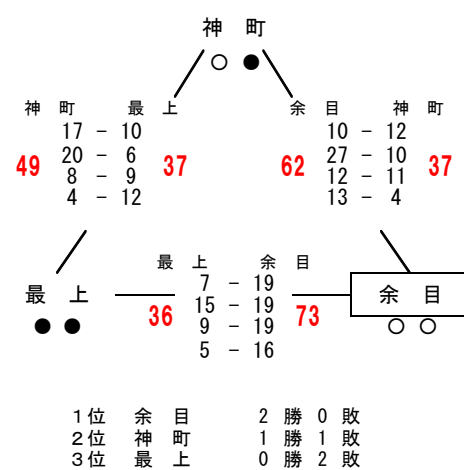 神 町
○ ●
神 町 最 上
49 37
17 － 10
20 － 6
8 － 9
4 － 12
余 目 神 町
62 37
10 － 12
27 － 10
12 － 11
13 － 4
最 上
● ●
最 上 余 目
36 73
7 － 19
15 － 19
9 － 19
5 － 16
余 目
○ ○
1位 余 目 2 勝 0 敗
2位 神 町 1 勝 1 敗
3位 最 上 0 勝 2 敗